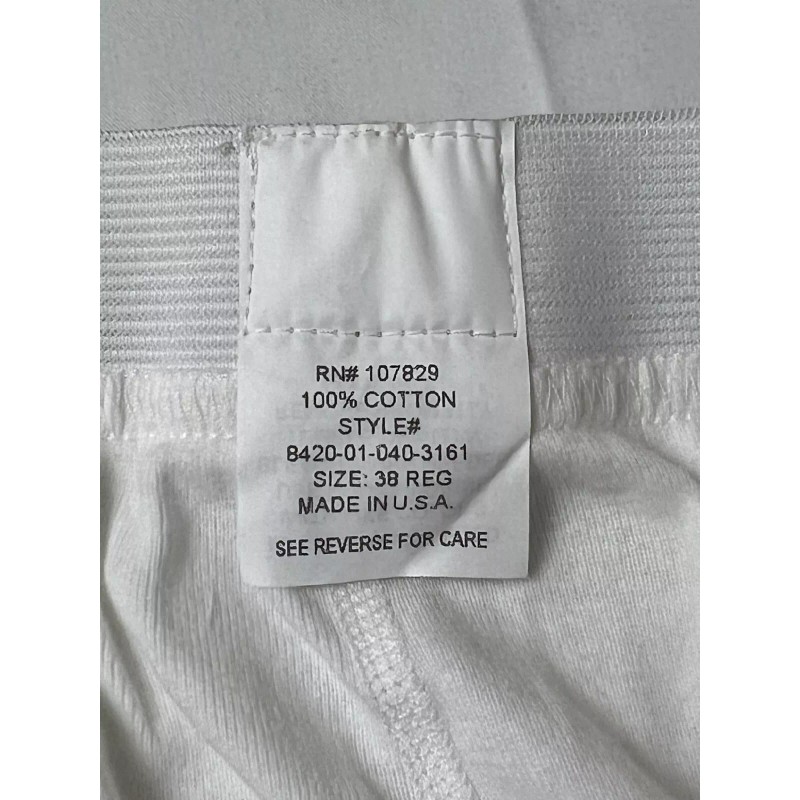 RN# 107829
100% COTTON
STYLE#
8420-01-040-3161
SIZE: 38 REG
MADE IN U.S.A.
SEE REVERSE FOR CARE